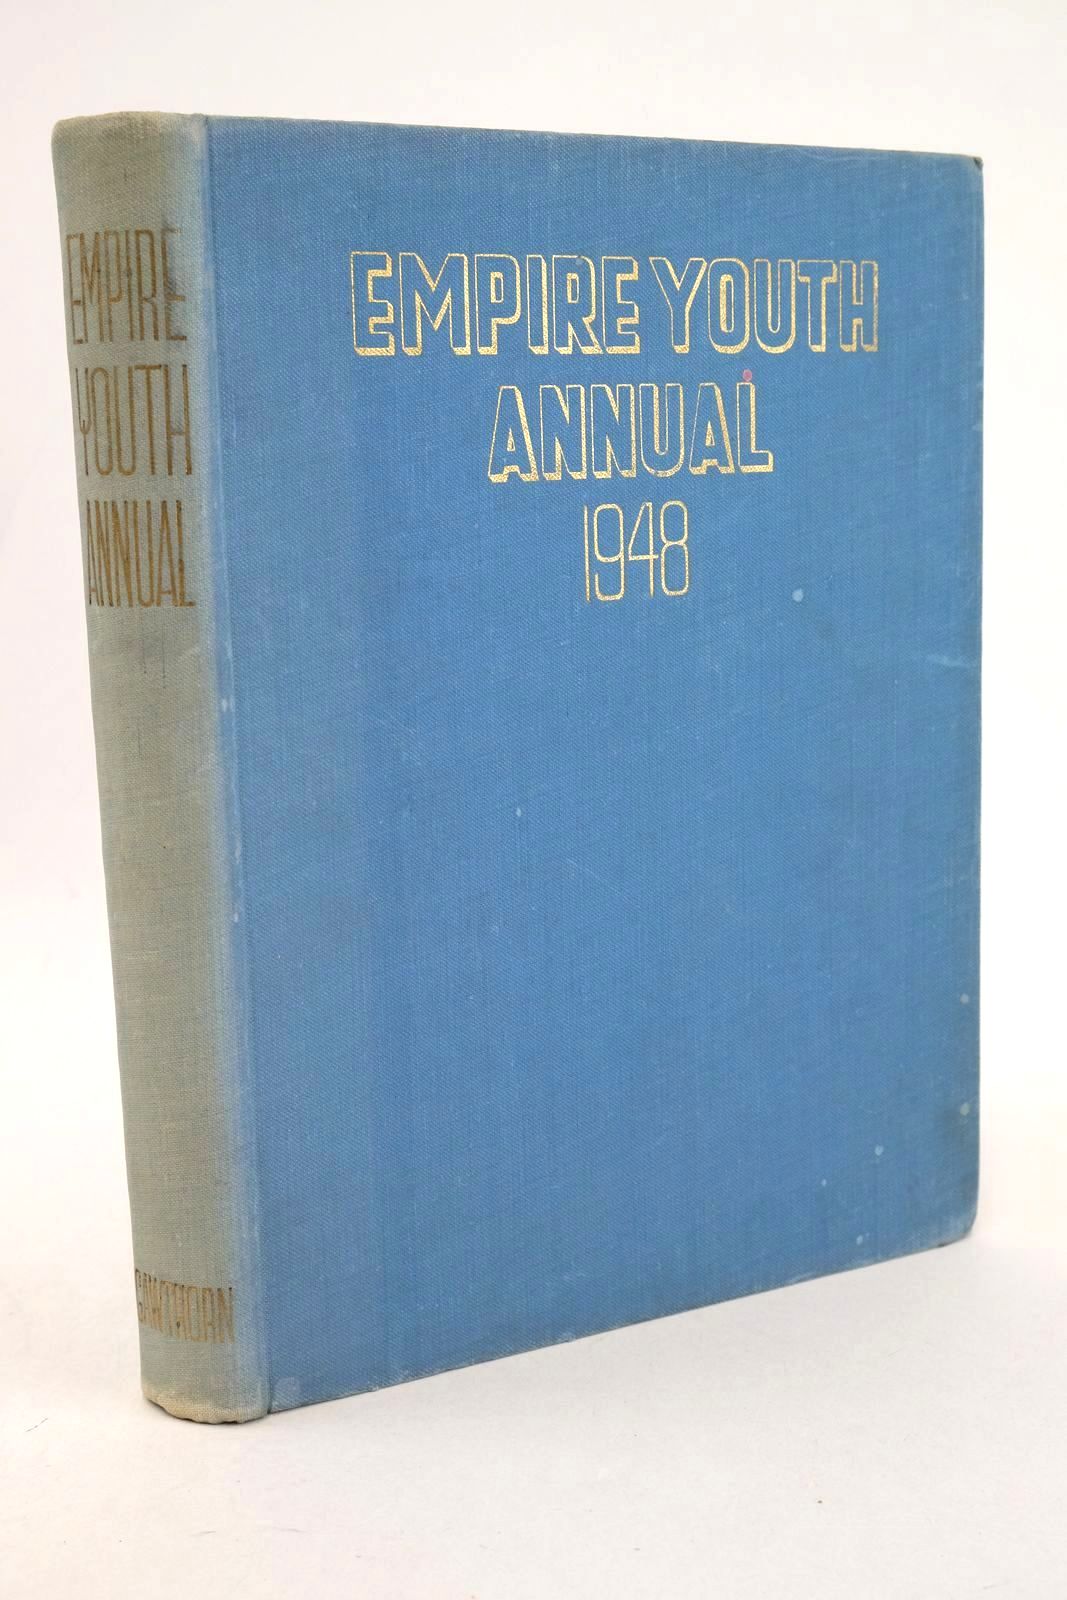 EMPIRE
YOUTH
ANNUAL
GAWTHORN
EMPIRE YOUTH
ANNUAL
1948